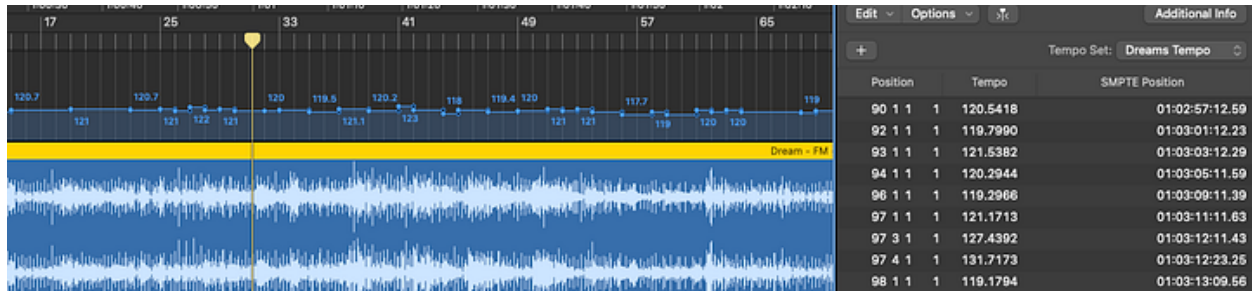 17 25 33 41 49 57 65
120.7 120.7 120 119.5 120.2 118 119.4 120 117.7 119
121 121 122 121 121.1 123 121 121 119 120 120
Dream - FM
Edit Options Additional Info
+ Tempo Set: Dreams Tempo
Position Tempo SMPTE Position
90 1 1 1 120.5418 01:02:57:12.59
92 1 1 1 119.7990 01:03:01:12.23
93 1 1 1 121.5382 01:03:03:12.29
94 1 1 1 120.2944 01:03:05:11.59
96 1 1 1 119.2966 01:03:09:11.39
97 1 1 1 121.1713 01:03:11:11.63
97 3 1 1 127.4392 01:03:12:11.43
97 4 1 1 131.7173 01:03:12:23.25
98 1 1 1 119.1794 01:03:13:09.56